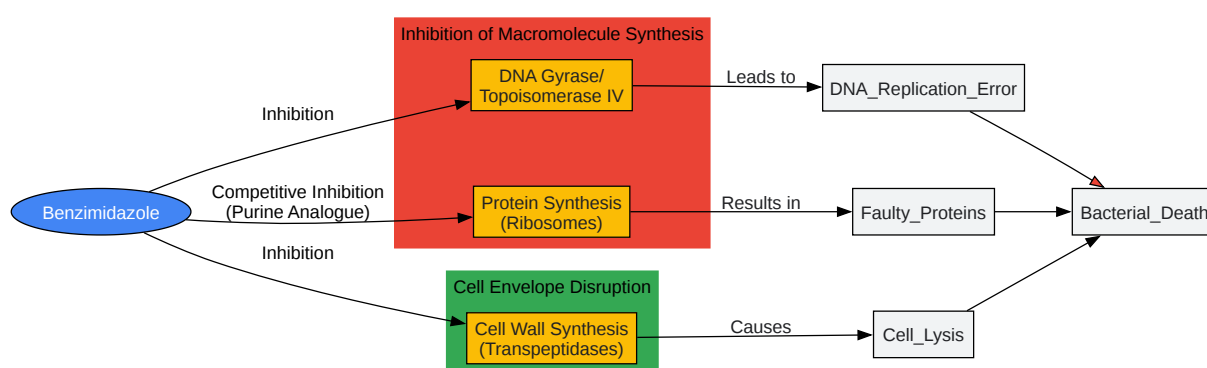 Inhibition of Macromolecule Synthesis
DNA Gyrase/
Topoisomerase IV
Leads to
DNA_Replication_Error
Inhibition
Benzimidazole
Competitive Inhibition
(Purine Analogue)
Protein Synthesis
(Ribosomes)
Results in
Faulty_Proteins
Bacterial_Death
Inhibition
Cell Envelope Disruption
Cell Wall Synthesis
(Transpeptidases)
Causes
Cell_Lysis